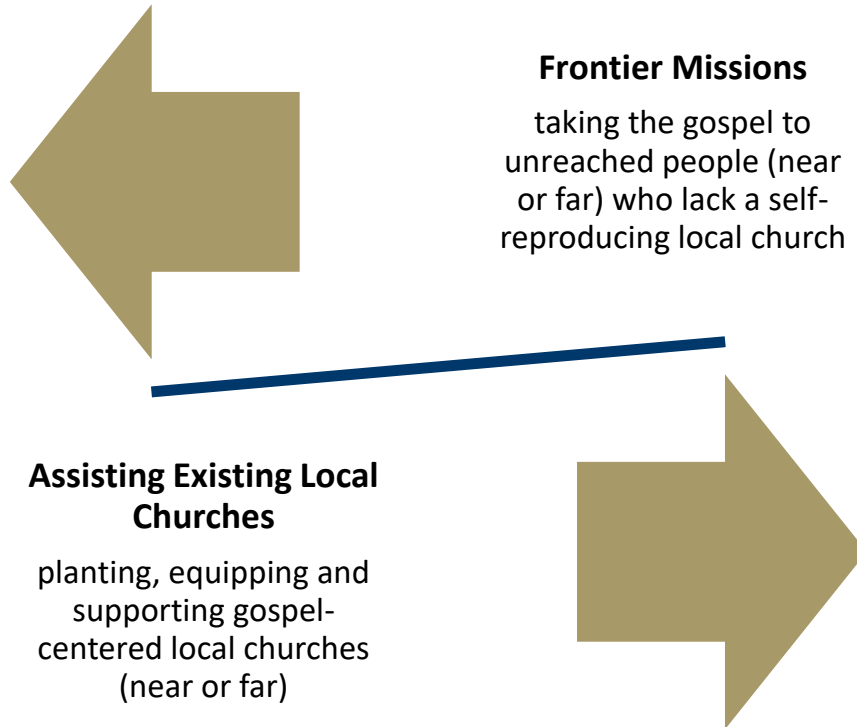 Frontier Missions
taking the gospel to
unreached people (near
or far) who lack a self-
reproducing local church
Assisting Existing Local
Churches
planting, equipping and
supporting gospel-
centered local churches
(near or far)